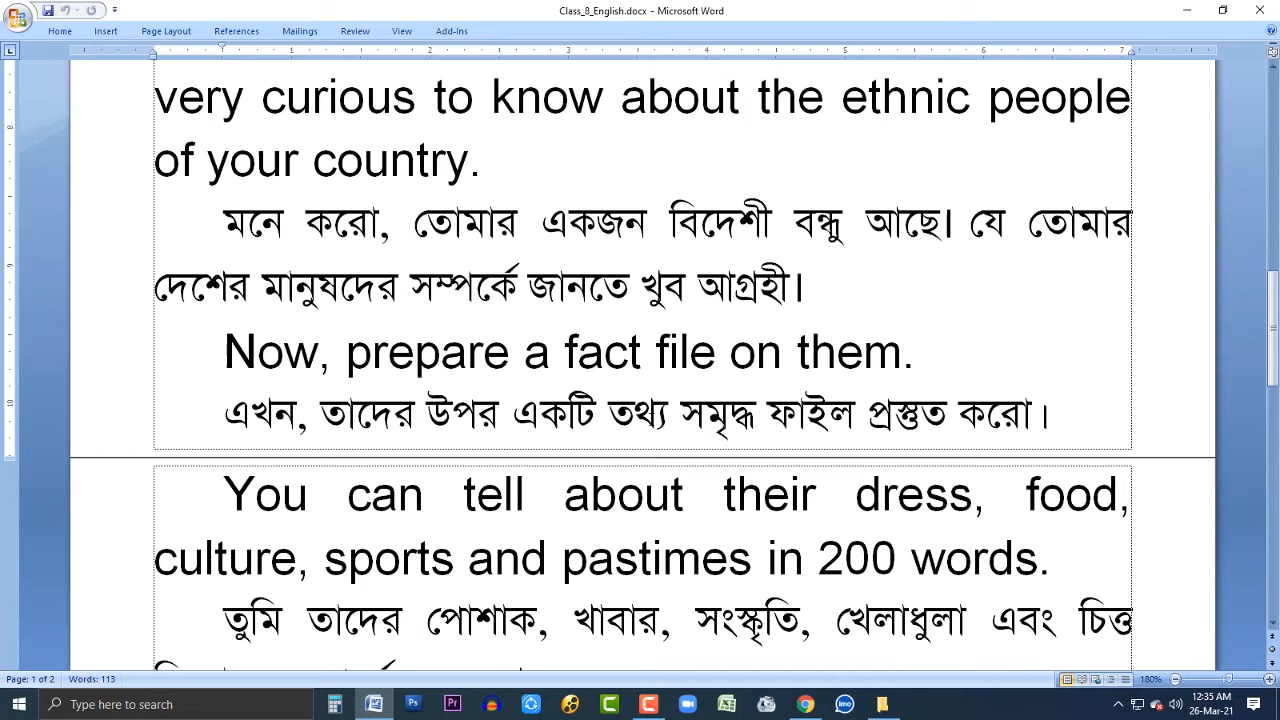 Class_8_English.docx - Microsoft Word
Home Insert Page Layout References Mailings Review View Add-Ins
very curious to know about the ethnic people
of your country.
মনে করো, তোমার একজন বিদেশী বন্ধু আছে। যে তোমার
দেশের মানুষদের সম্পর্কে জানতে খুব আগ্রহী।
Now, prepare a fact file on them.
এখন, তাদের উপর একটি তথ্য সমৃদ্ধ ফাইল প্রস্তুত করো।
You can tell about their dress, food,
culture, sports and pastimes in 200 words.
তুমি তাদের পোশাক, খাবার, সংস্কৃতি, খেলাধুলা এবং চিত্ত
Page: 1 of 2 Words: 113 180%
Type here to search
12:35 AM
26-Mar-21